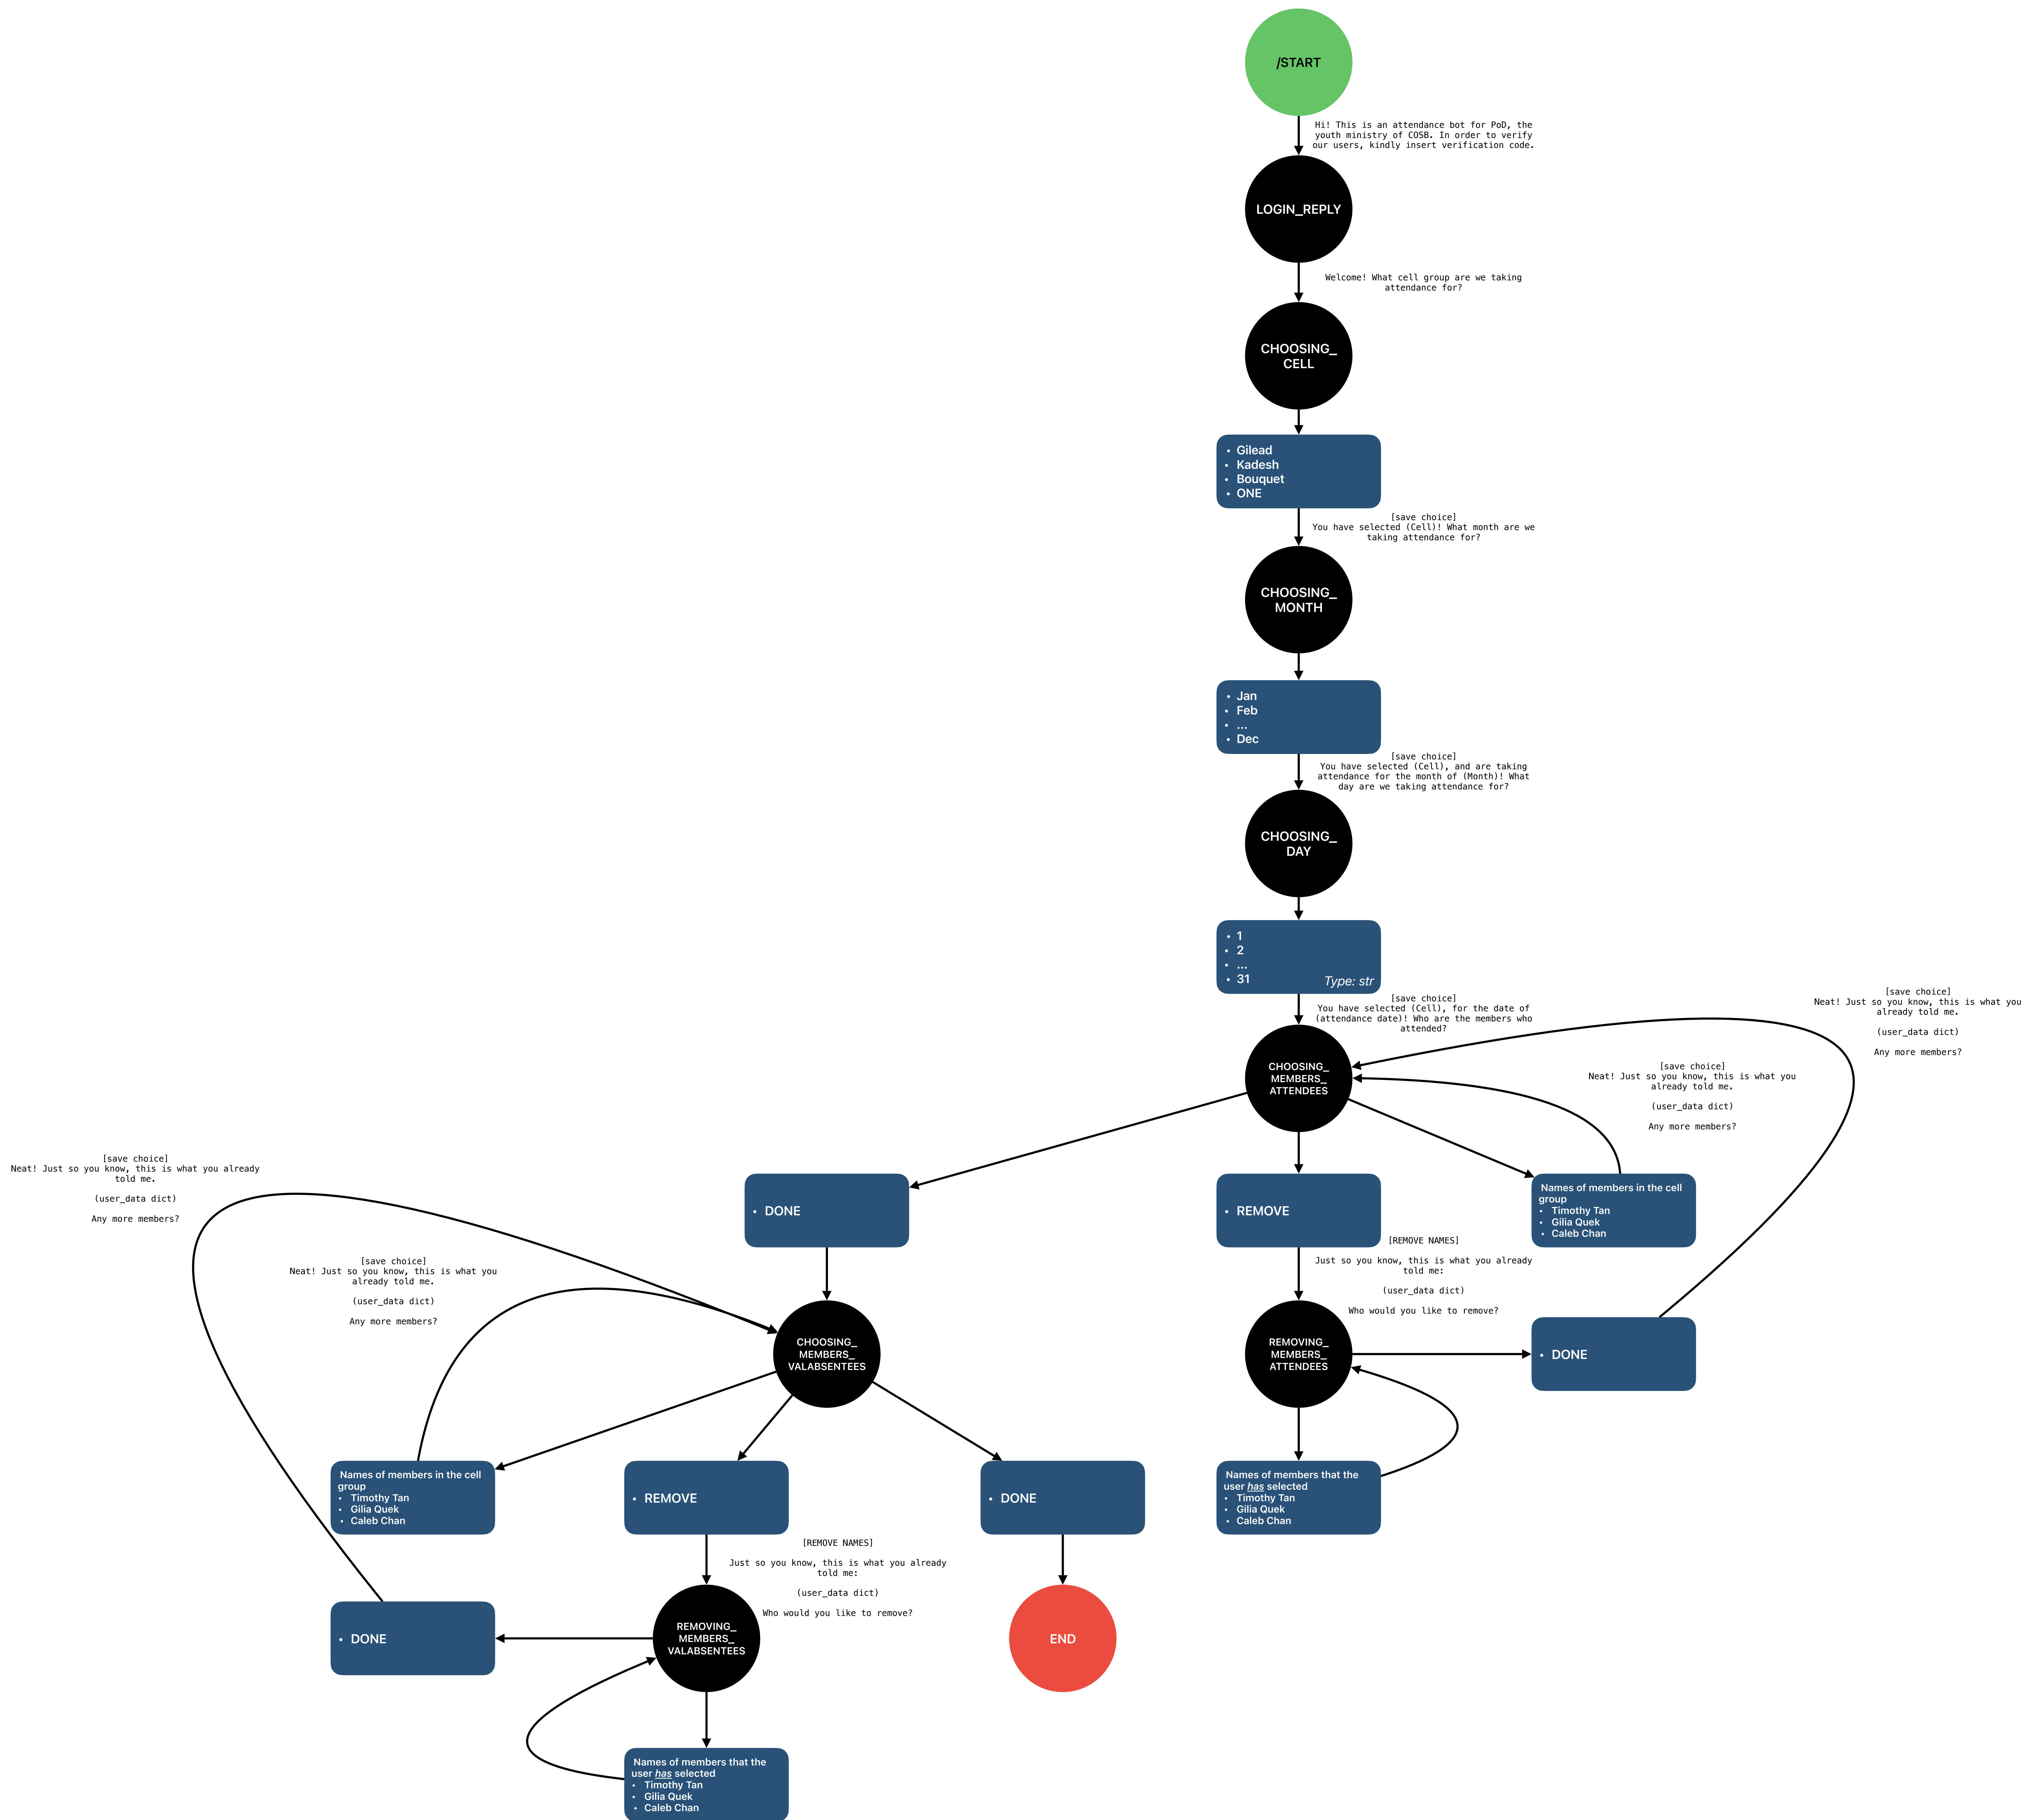 /START
Hi! This is an attendance bot for PoD, the
youth ministry of COSB. In order to verify
our users, kindly insert verification code.
LOGIN_REPLY
Welcome! What cell group are we taking
attendance for?
CHOOSING_
CELL
• Gilead
• Kadesh
• Bouquet
• ONE
[save choice]
You have selected (Cell)! What month are we
taking attendance for?
CHOOSING_
MONTH
• Jan
• Feb
• ...
• Dec
[save choice]
You have selected (Cell), and are taking
attendance for the month of (Month)! What
day are we taking attendance for?
CHOOSING_
DAY
• 1
• 2
• ...
• 31
Type: str
[save choice]
You have selected (Cell), for the date of
(attendance date)! Who are the members who
attended?
[save choice]
Neat! Just so you know, this is what you
already told me.
(user_data dict)
Any more members?
CHOOSING_
MEMBERS_
ATTENDEES
[save choice]
Neat! Just so you know, this is what you
already told me.
(user_data dict)
Any more members?
[save choice]
Neat! Just so you know, this is what you already
told me.
(user_data dict)
Any more members?
• DONE
• REMOVE
Names of members in the cell
group
• Timothy Tan
• Gilia Quek
• Caleb Chan
[REMOVE NAMES]
Just so you know, this is what you already
told me:
(user_data dict)
Who would you like to remove?
[save choice]
Neat! Just so you know, this is what you
already told me.
(user_data dict)
Any more members?
CHOOSING_
MEMBERS_
VALABSENTEES
REMOVING_
MEMBERS_
ATTENDEES
• DONE
Names of members in the cell
group
• Timothy Tan
• Gilia Quek
• Caleb Chan
• REMOVE
• DONE
Names of members that the
user has selected
• Timothy Tan
• Gilia Quek
• Caleb Chan
[REMOVE NAMES]
Just so you know, this is what you already
told me:
(user_data dict)
Who would you like to remove?
• DONE
REMOVING_
MEMBERS_
VALABSENTEES
END
Names of members that the
user has selected
• Timothy Tan
• Gilia Quek
• Caleb Chan